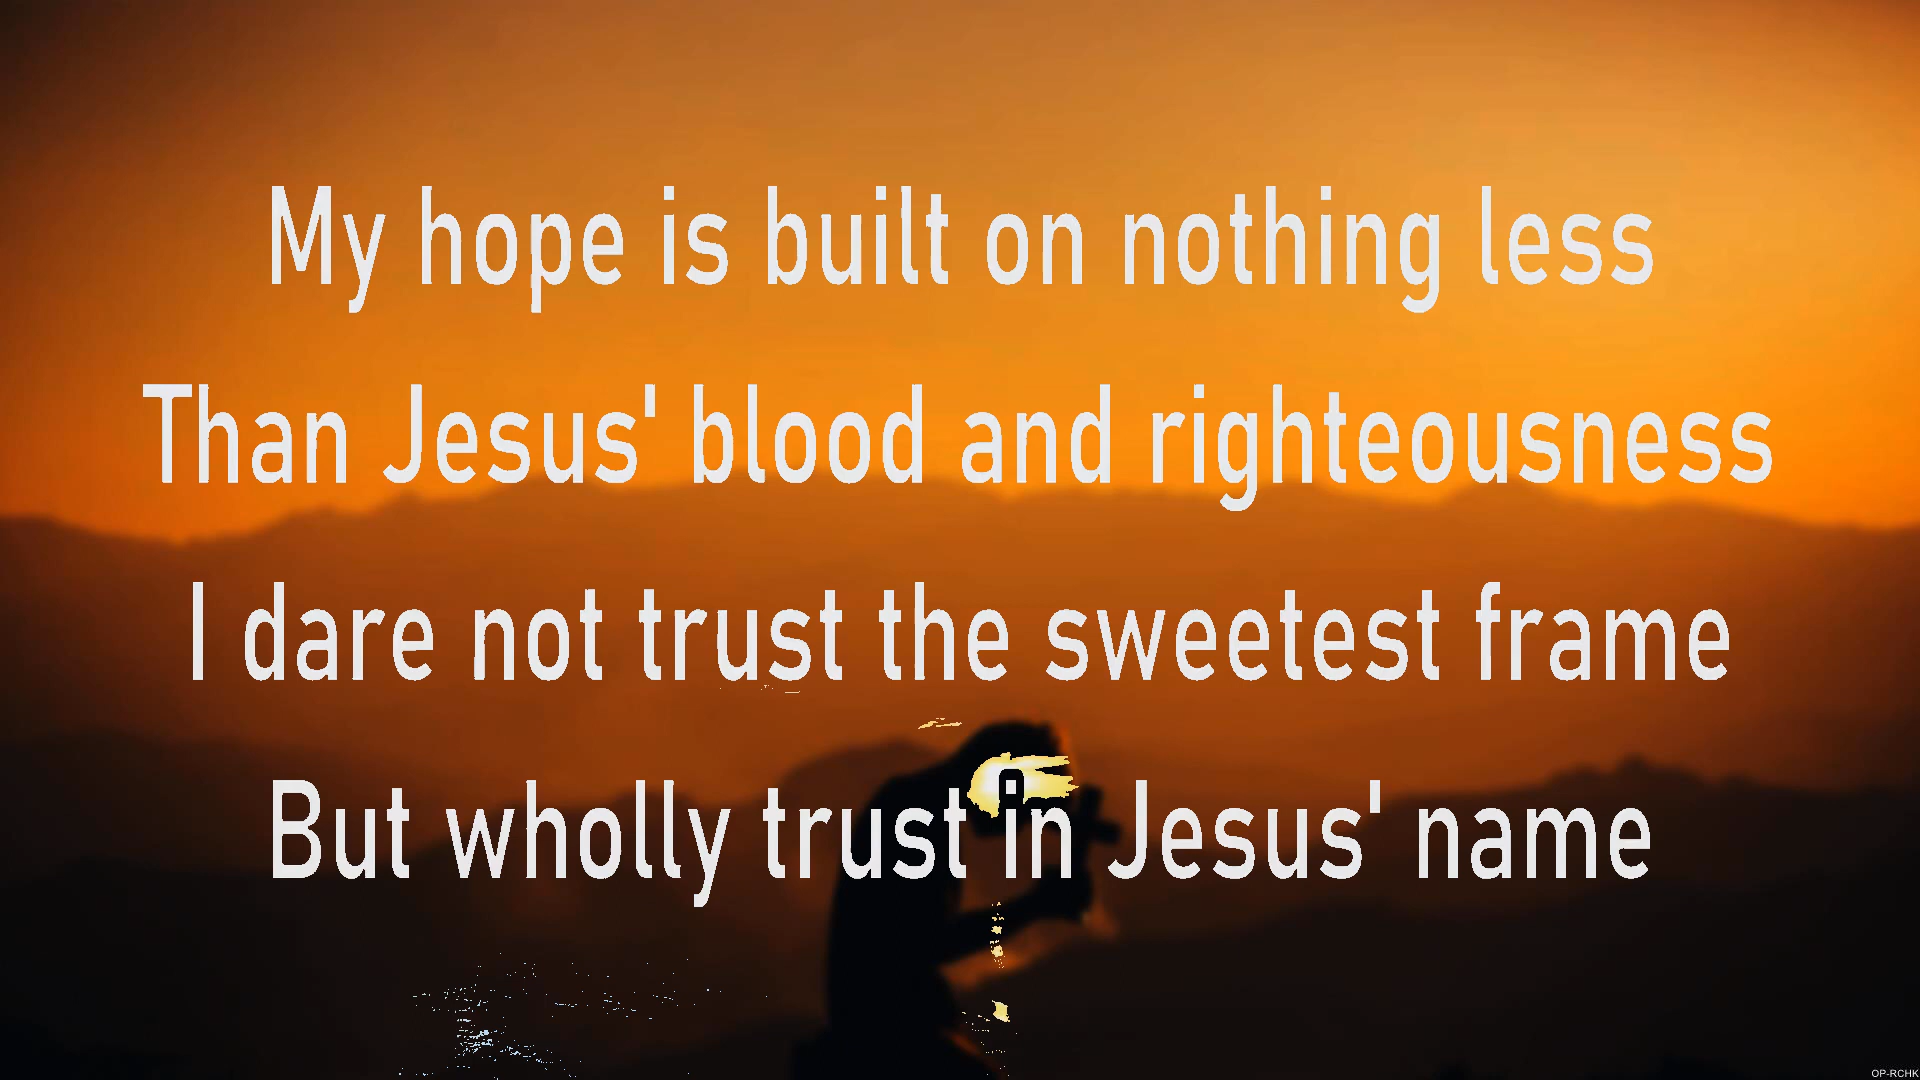 My hope is built on nothing less
Than Jesus' blood and righteousness
I dare not trust the sweetest frame
But wholly trust in Jesus' name
OP-RCHK